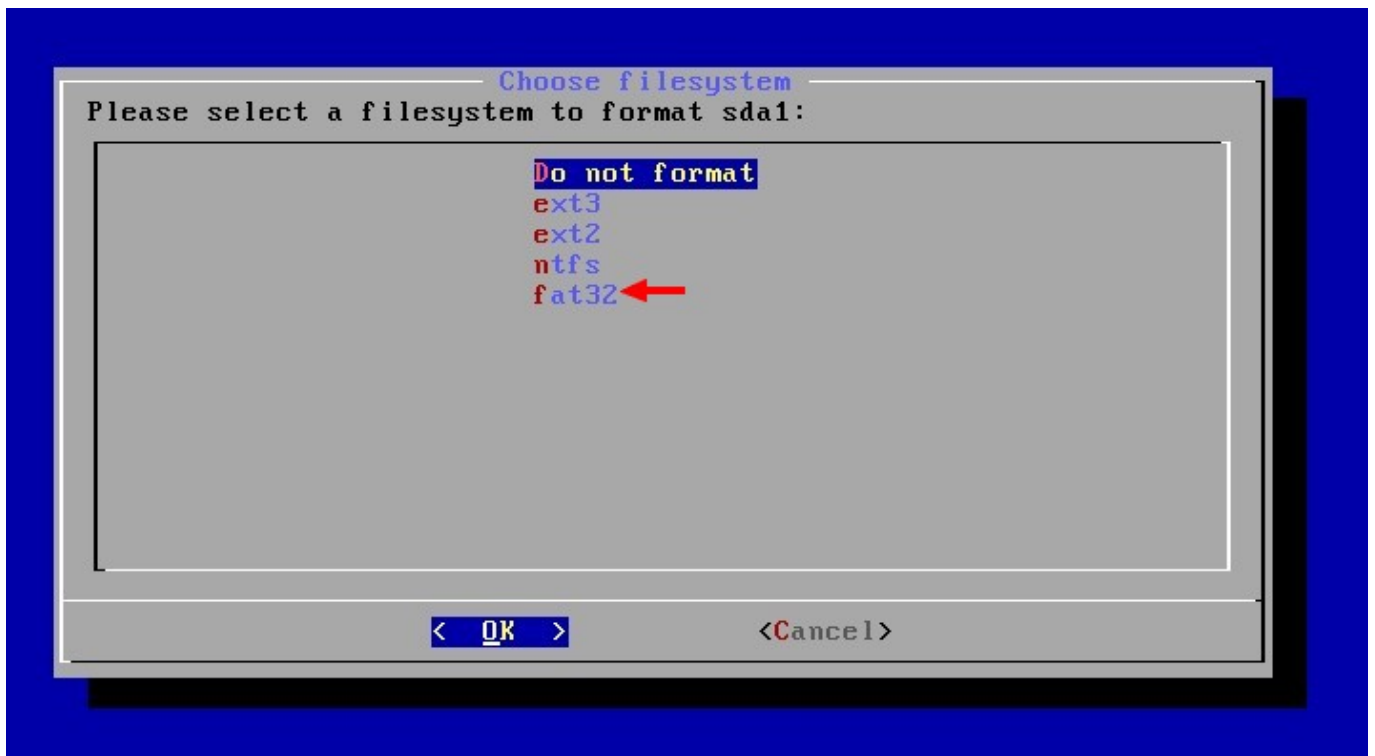 Choose filesystem
Please select a filesystem to format sda1:
Do not format
ext3
ext2
ntfs
fat32
< OK > <Cancel>